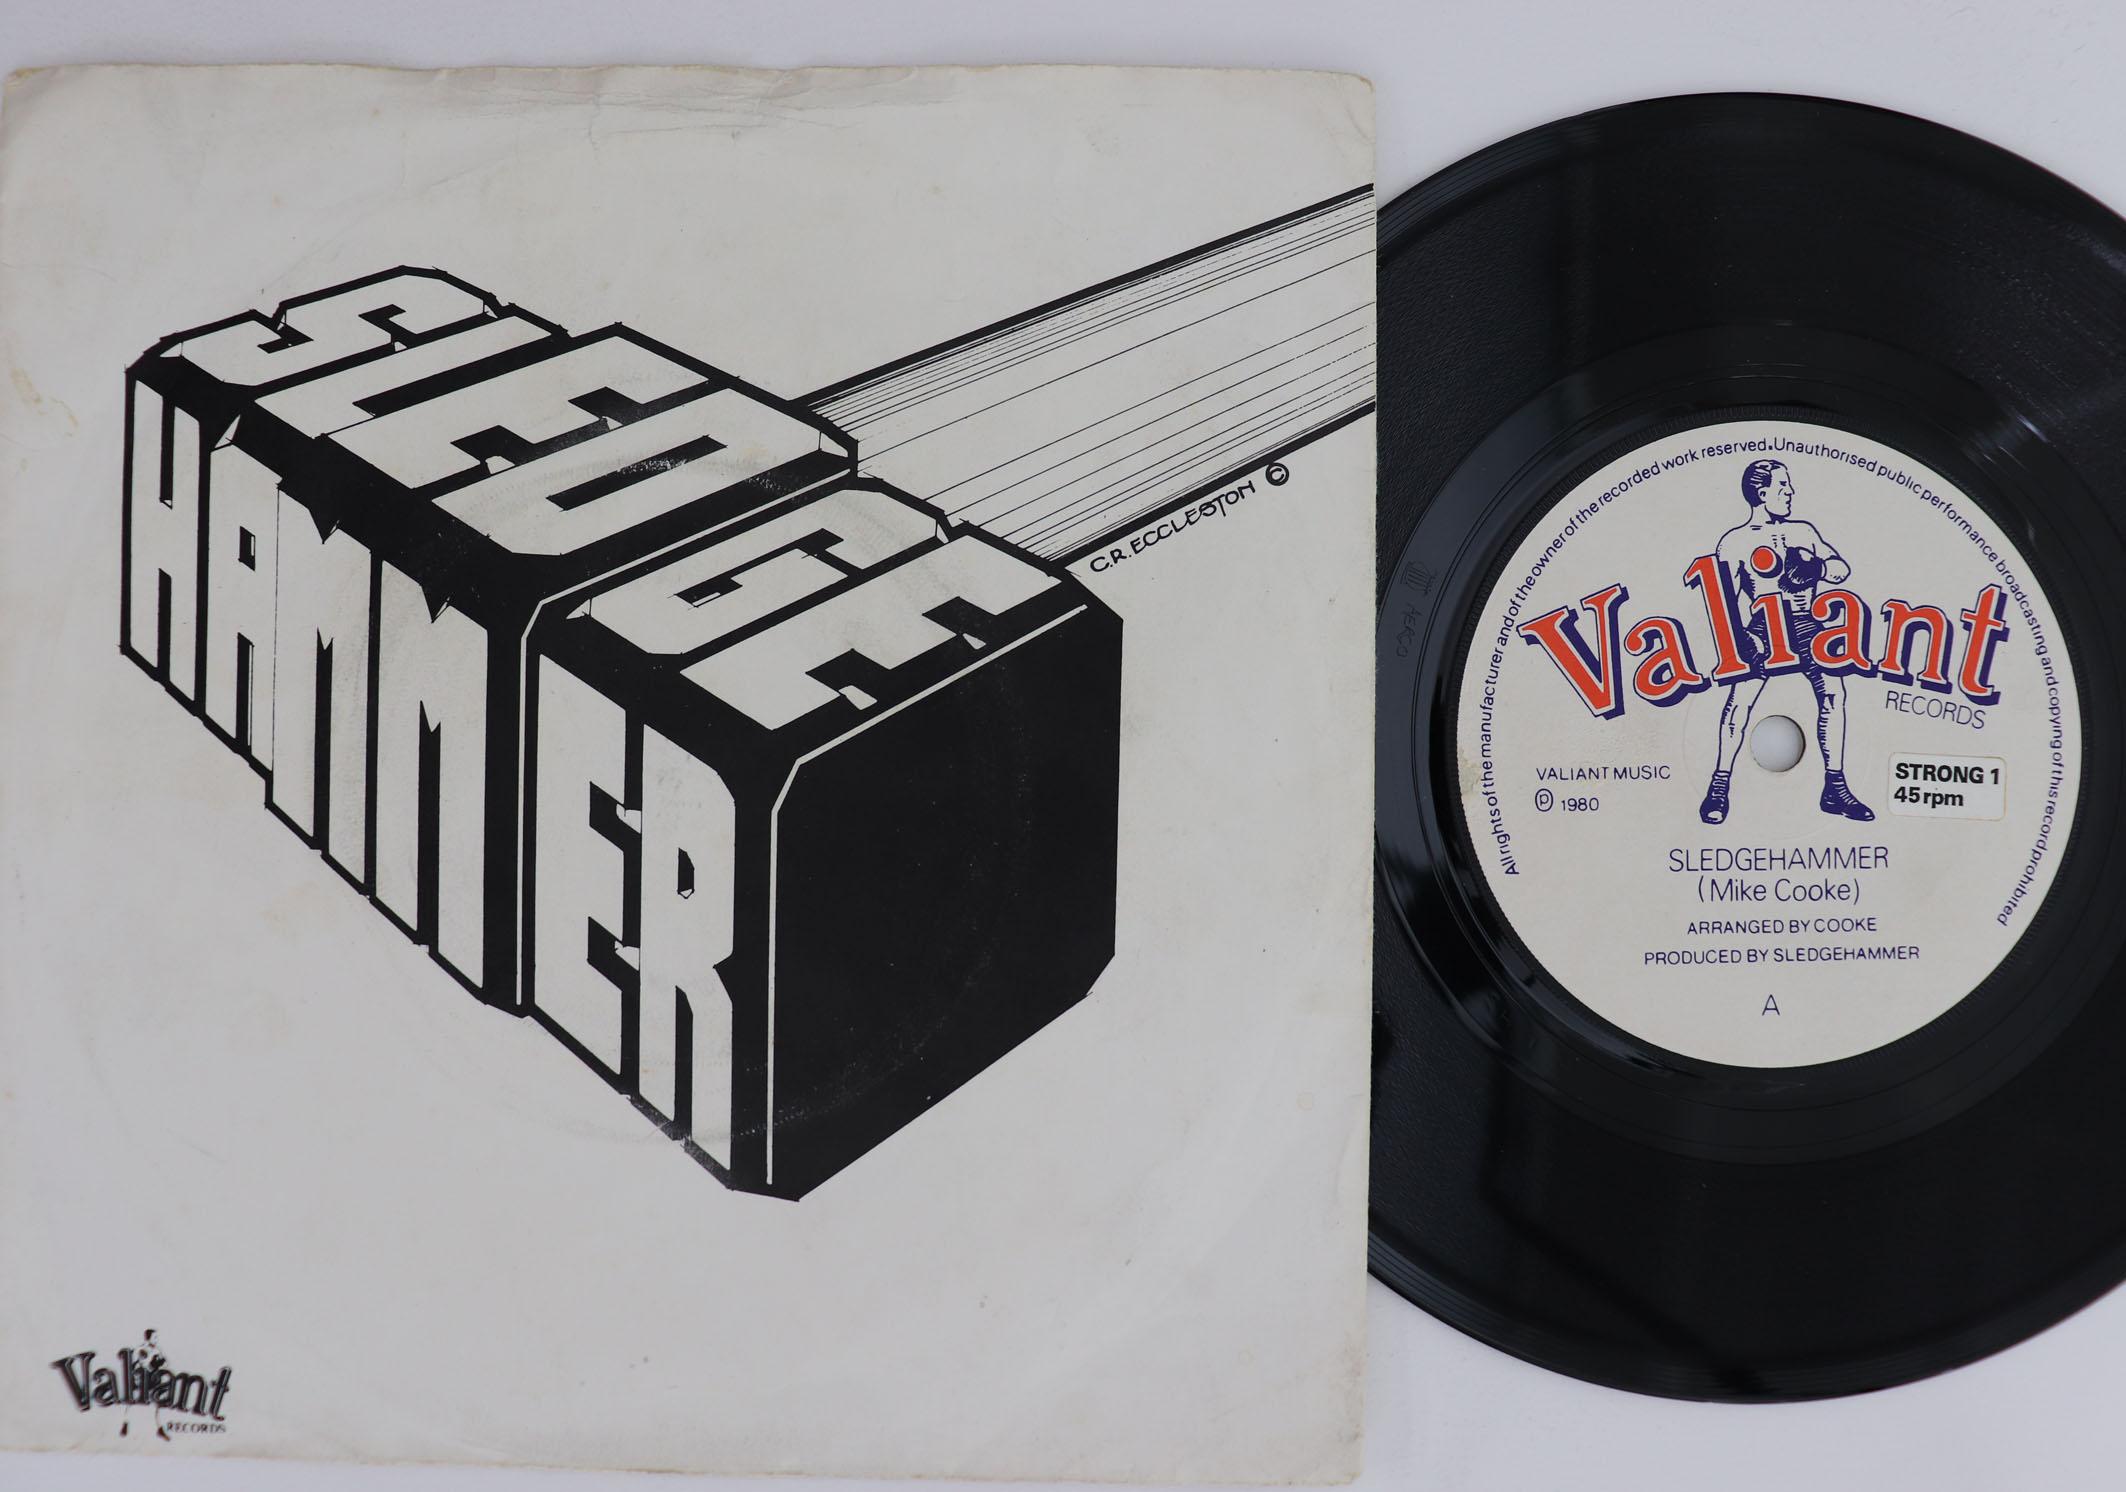 SLEDGE
HAMMER
C.R. ECCLESTON ©
Valiant
RECORDS
All rights of the manufacturer and of the owner of the recorded work reserved. Unauthorised public performance broadcasting and copying of this record prohibited
Valiant
RECORDS
VALIANT MUSIC
℗ 1980
STRONG 1
45 rpm
SLEDGEHAMMER
(Mike Cooke)
ARRANGED BY COOKE
PRODUCED BY SLEDGEHAMMER
A